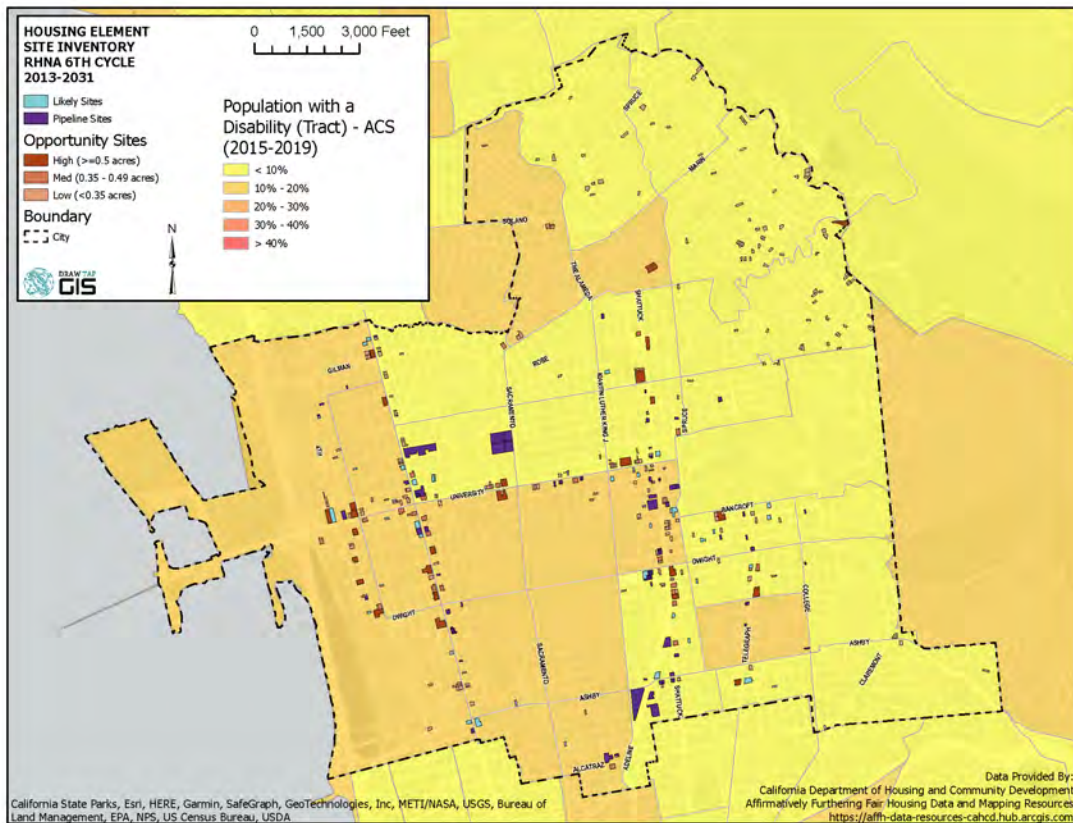 HOUSING ELEMENT
SITE INVENTORY
RHNA 6TH CYCLE
2013-2031
Likely Sites
Pipeline Sites
Opportunity Sites
High (>=0.5 acres)
Med (0.35 - 0.49 acres)
Low (<0.35 acres)
Boundary
City
N
DRAW TAP
GIS
0 1,500 3,000 Feet
Population with a
Disability (Tract) - ACS
(2015-2019)
< 10%
10% - 20%
20% - 30%
30% - 40%
> 40%
SPRUCE
MARIN
SOLANO
THE ALAMEDA
SHATTUCK
GILMAN
ROSE
SACRAMENTO
MARTIN LUTHER KING J
SPRUCE
6TH
UNIVERSITY
BANCROFT
DWIGHT
DWIGHT
COLLEGE
SACRAMENTO
TELEGRAPH
ASHBY
CLAREMONT
ASHBY
SHATTUCK
ADELINE
ALCATRAZ
California State Parks, Esri, HERE, Garmin, SafeGraph, GeoTechnologies, Inc, METI/NASA, USGS, Bureau of
Land Management, EPA, NPS, US Census Bureau, USDA
Data Provided By:
California Department of Housing and Community Development
Affirmatively Furthering Fair Housing Data and Mapping Resources
https://affh-data-resources-cahcd.hub.arcgis.com